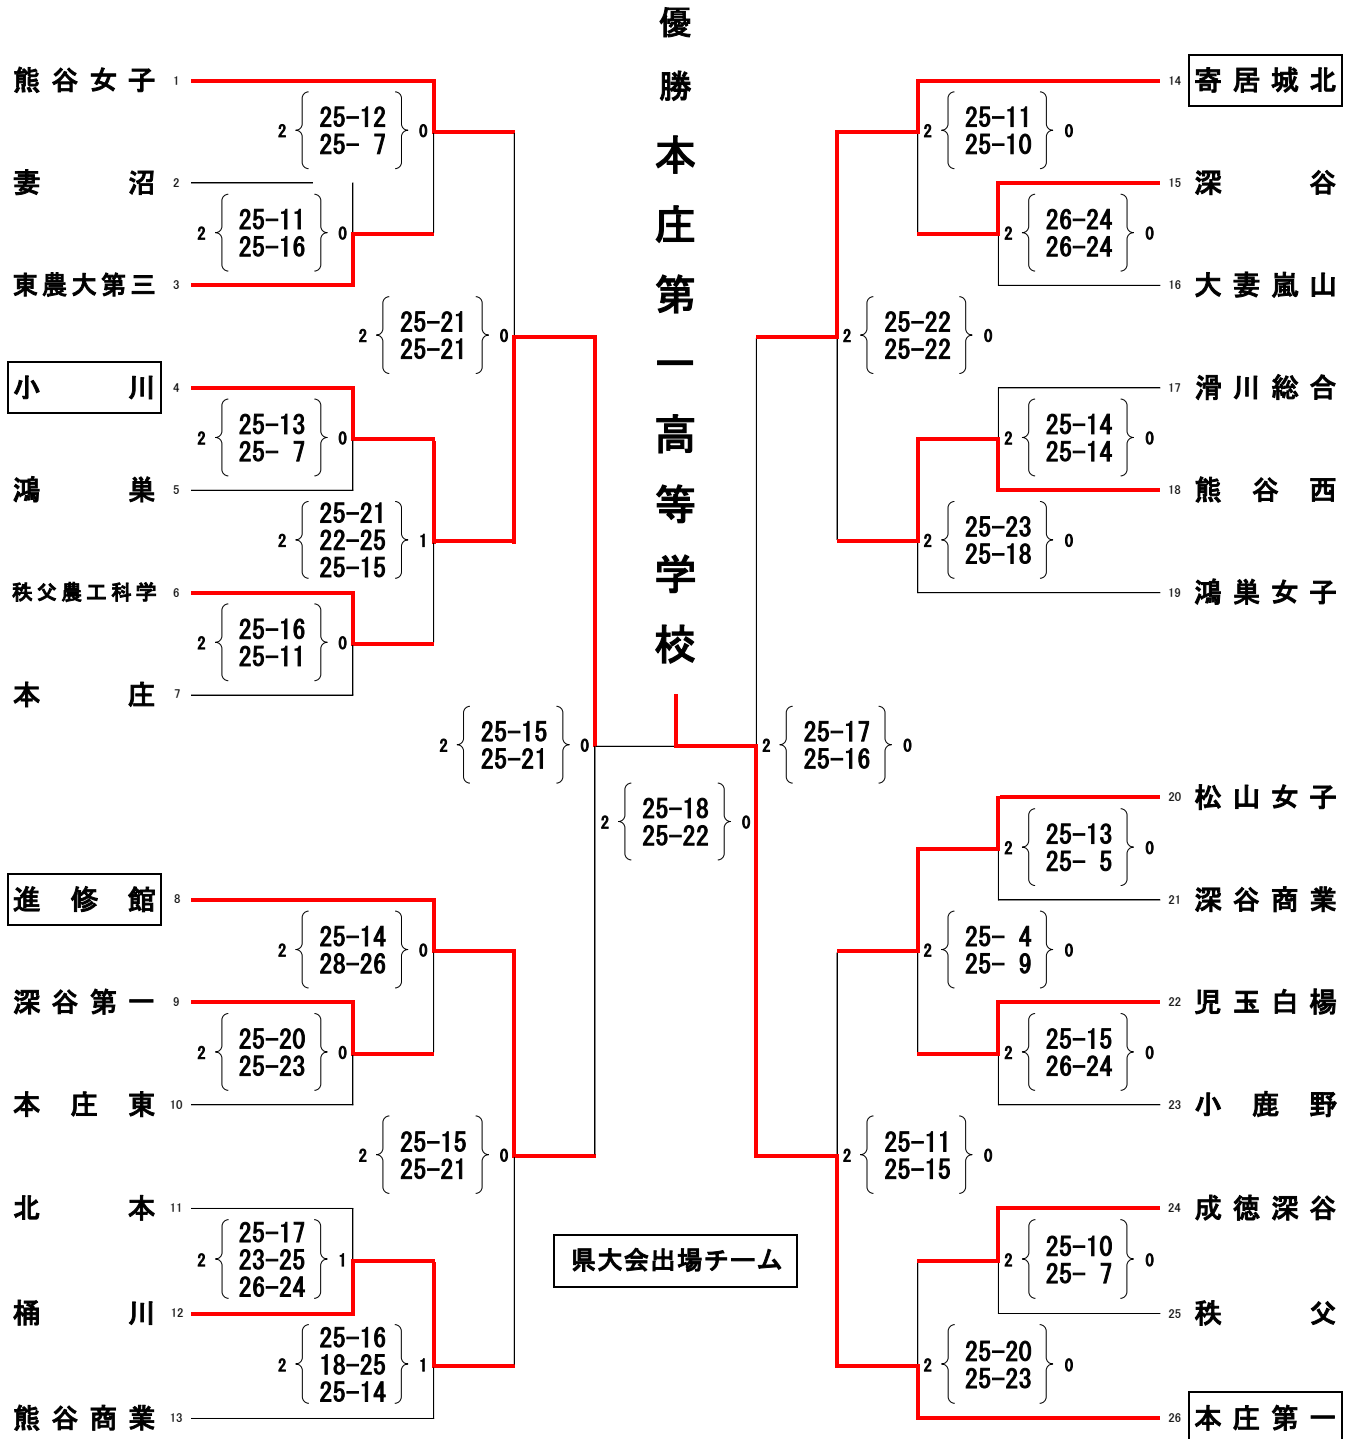 優勝 本庄第一高等学校
熊谷女子 1
2 25-12 0
25- 7
妻沼 2
2 25-11 0
25-16
東農大第三 3
2 25-21 0
25-21
小川 4
2 25-13 0
25- 7
鴻巣 5
2 25-21 1
22-25
25-15
秩父農工科学 6
2 25-16 0
25-11
本庄 7
2 25-15 0
25-21
2 25-18 0
25-22
進修館 8
2 25-14 0
28-26
深谷第一 9
2 25-20 0
25-23
本庄東 10
2 25-15 0
25-21
北本 11
2 25-17 1
23-25
26-24
桶川 12
2 25-16 1
18-25
25-14
熊谷商業 13
県大会出場チーム
14 寄居城北
2 25-11 0
25-10
15 深谷
2 26-24 0
26-24
16 大妻嵐山
2 25-22 0
25-22
17 滑川総合
2 25-14 0
25-14
18 熊谷西
2 25-23 0
25-18
19 鴻巣女子
2 25-17 0
25-16
20 松山女子
2 25-13 0
25- 5
21 深谷商業
2 25- 4 0
25- 9
22 児玉白楊
2 25-15 0
26-24
23 小鹿野
2 25-11 0
25-15
24 成徳深谷
2 25-10 0
25- 7
25 秩父
2 25-20 0
25-23
26 本庄第一